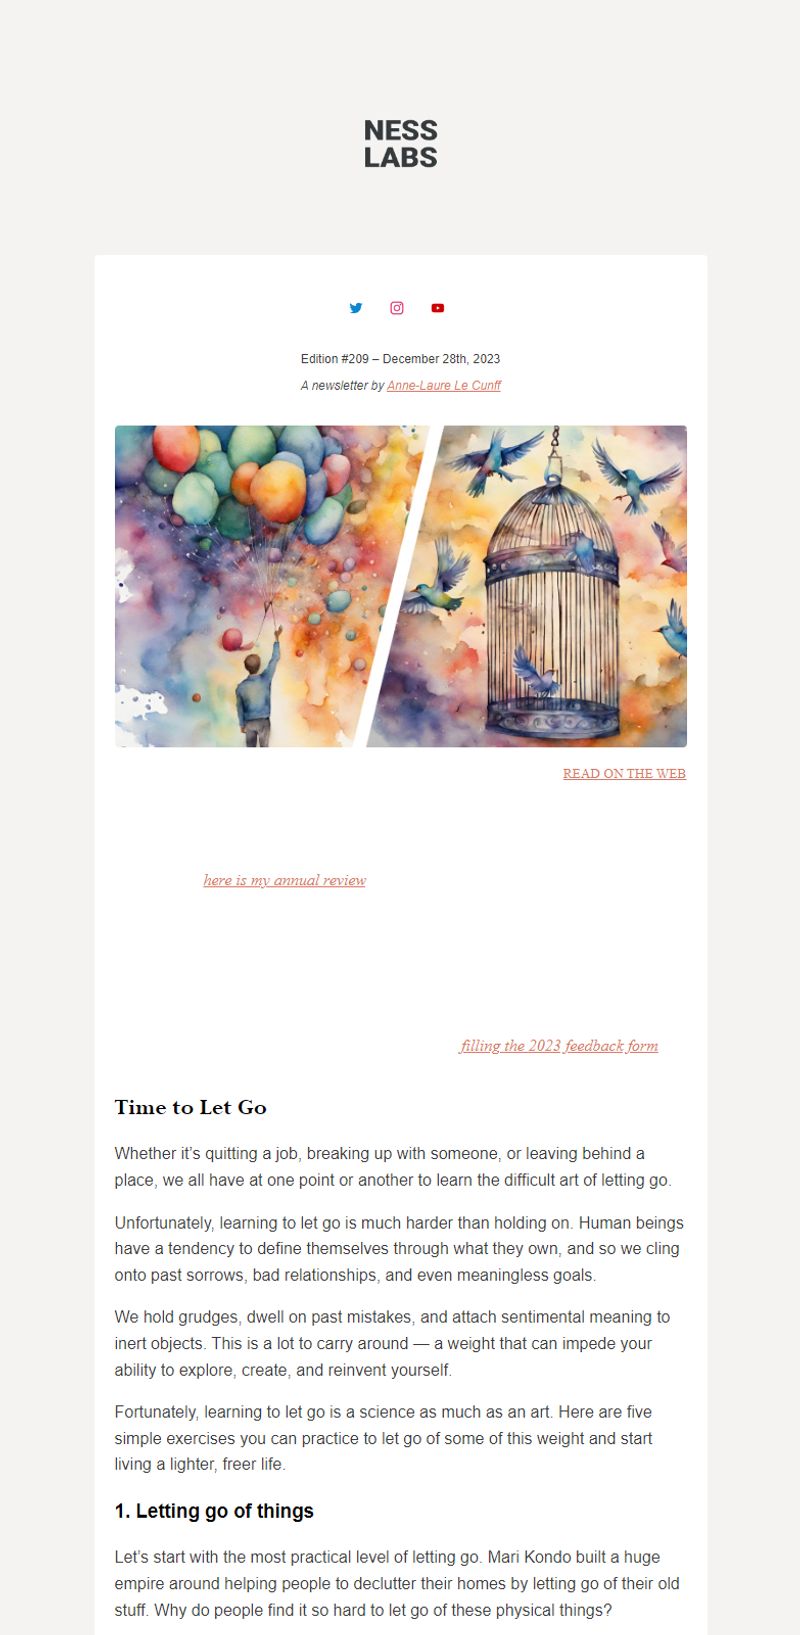 NESS
LABS
Edition #209 – December 28th, 2023
A newsletter by Anne-Laure Le Cunff
READ ON THE WEB
here is my annual review
filling the 2023 feedback form
Time to Let Go
Whether it’s quitting a job, breaking up with someone, or leaving behind a
place, we all have at one point or another to learn the difficult art of letting go.
Unfortunately, learning to let go is much harder than holding on. Human beings
have a tendency to define themselves through what they own, and so we cling
onto past sorrows, bad relationships, and even meaningless goals.
We hold grudges, dwell on past mistakes, and attach sentimental meaning to
inert objects. This is a lot to carry around — a weight that can impede your
ability to explore, create, and reinvent yourself.
Fortunately, learning to let go is a science as much as an art. Here are five
simple exercises you can practice to let go of some of this weight and start
living a lighter, freer life.
1. Letting go of things
Let’s start with the most practical level of letting go. Mari Kondo built a huge
empire around helping people to declutter their homes by letting go of their old
stuff. Why do people find it so hard to let go of these physical things?